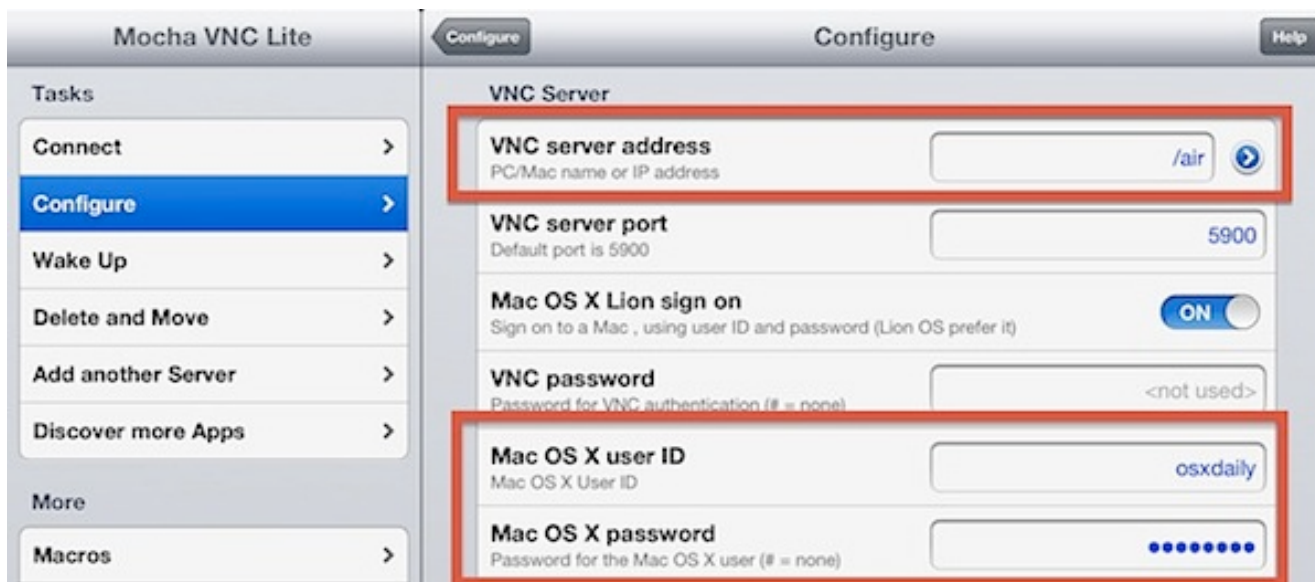 Mocha VNC Lite
Tasks
Connect
Configure
Wake Up
Delete and Move
Add another Server
Discover more Apps
More
Macros
Configure
Configure
Help
VNC Server
VNC server address
/air
PC/Mac name or IP address
VNC server port
5900
Default port is 5900
Mac OS X Lion sign on
ON
Sign on to a Mac , using user ID and password (Lion OS prefer it)
VNC password
<not used>
Password for VNC authentication (# = none)
Mac OS X user ID
osxdaily
Mac OS X User ID
Mac OS X password
••••••••
Password for the Mac OS X user (# = none)